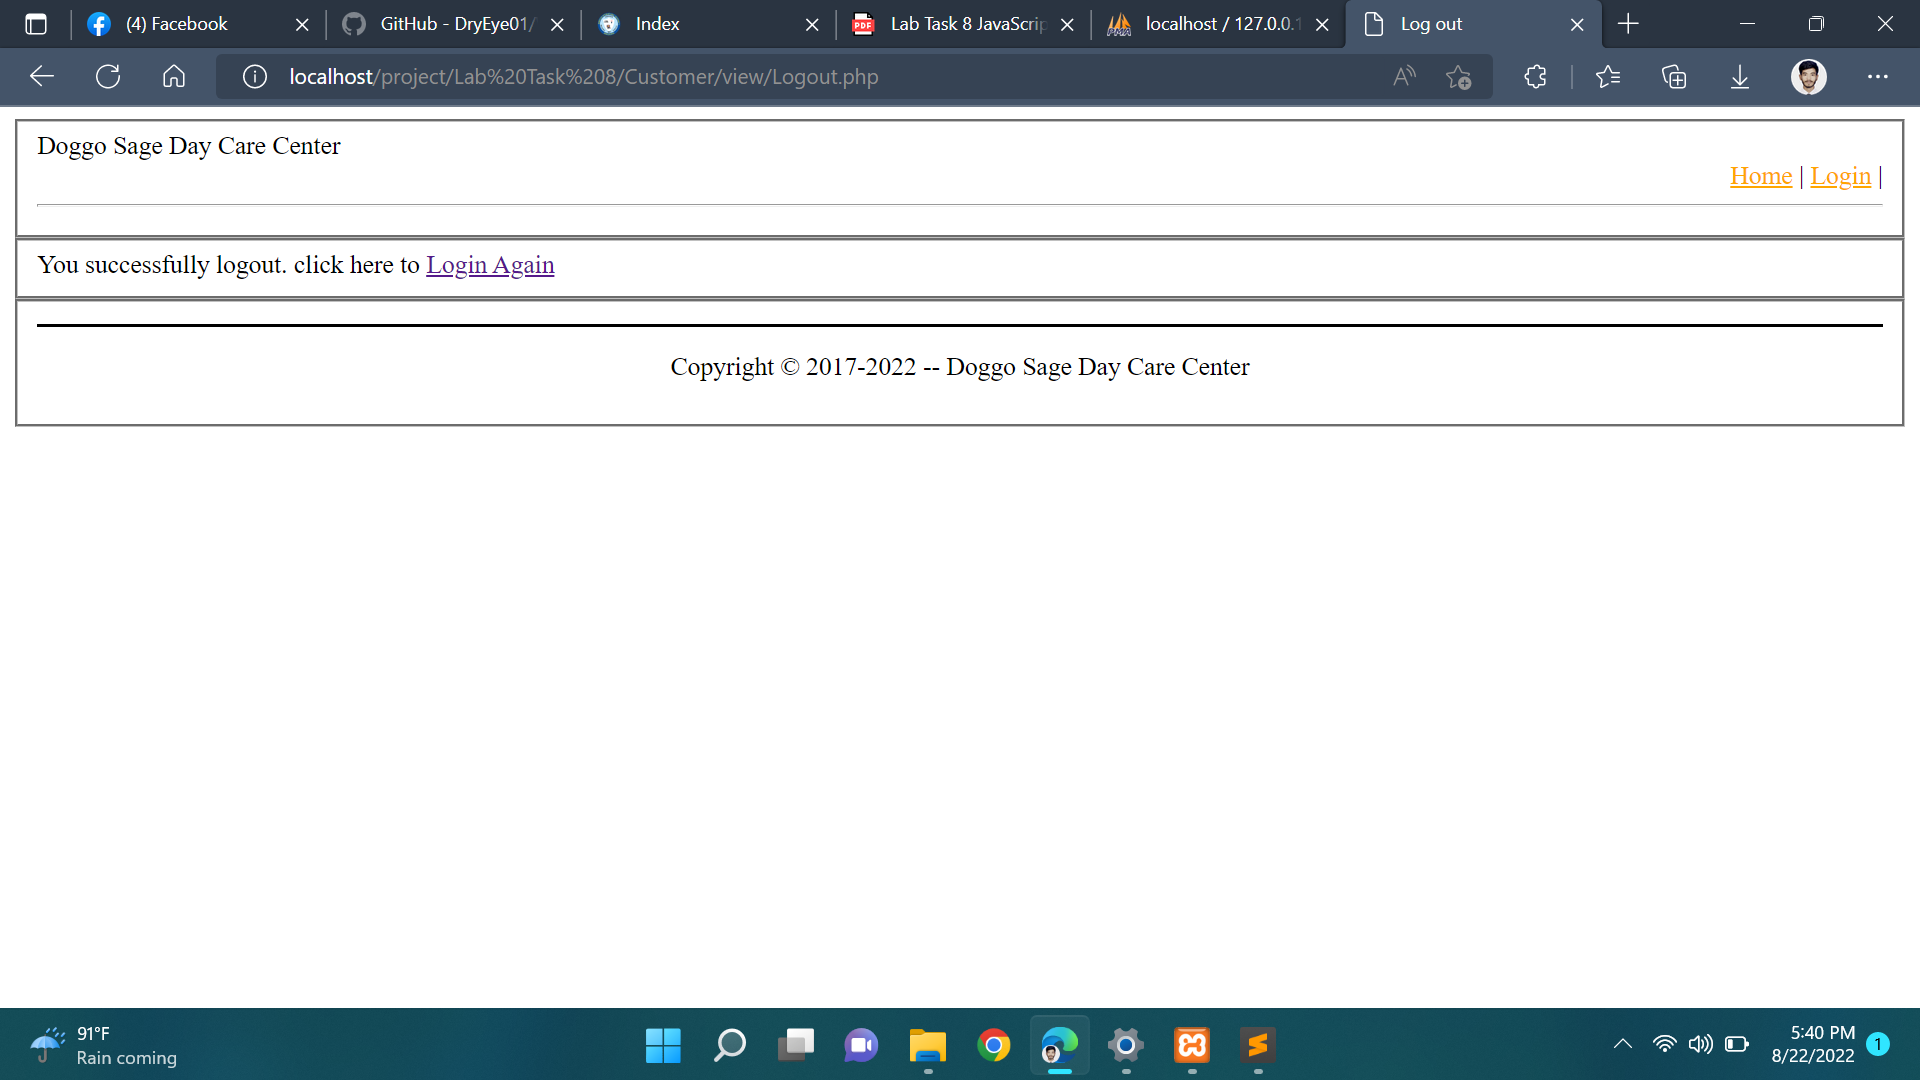 (4) Facebook
GitHub - DryEye01/
Index
Lab Task 8 JavaScrip
localhost / 127.0.0.1
Log out
localhost/project/Lab%20Task%208/Customer/view/Logout.php
Doggo Sage Day Care Center
Home | Login |
You successfully logout. click here to Login Again
Copyright © 2017-2022 -- Doggo Sage Day Care Center
91°F
Rain coming
5:40 PM
8/22/2022
1